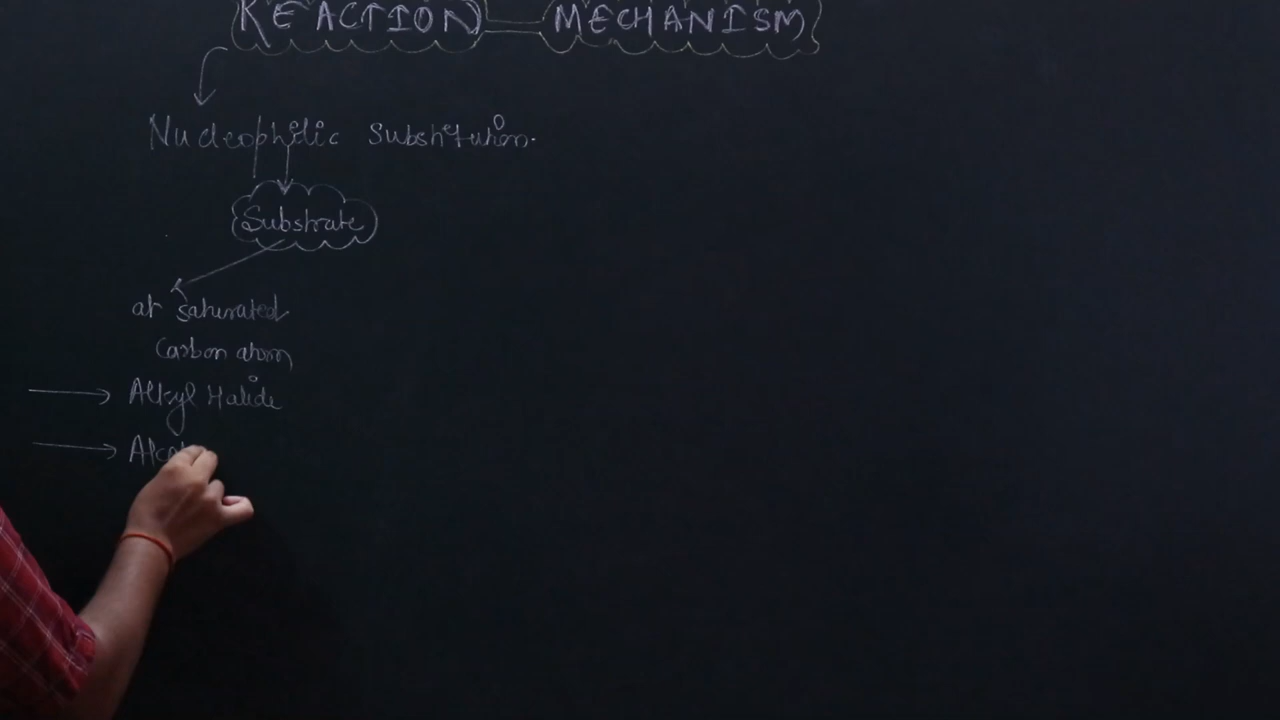 REACTION MECHANISM
Nucleophilic Substitution.
Substrate
at saturated
Carbon atom
Alkyl Halide
Alco